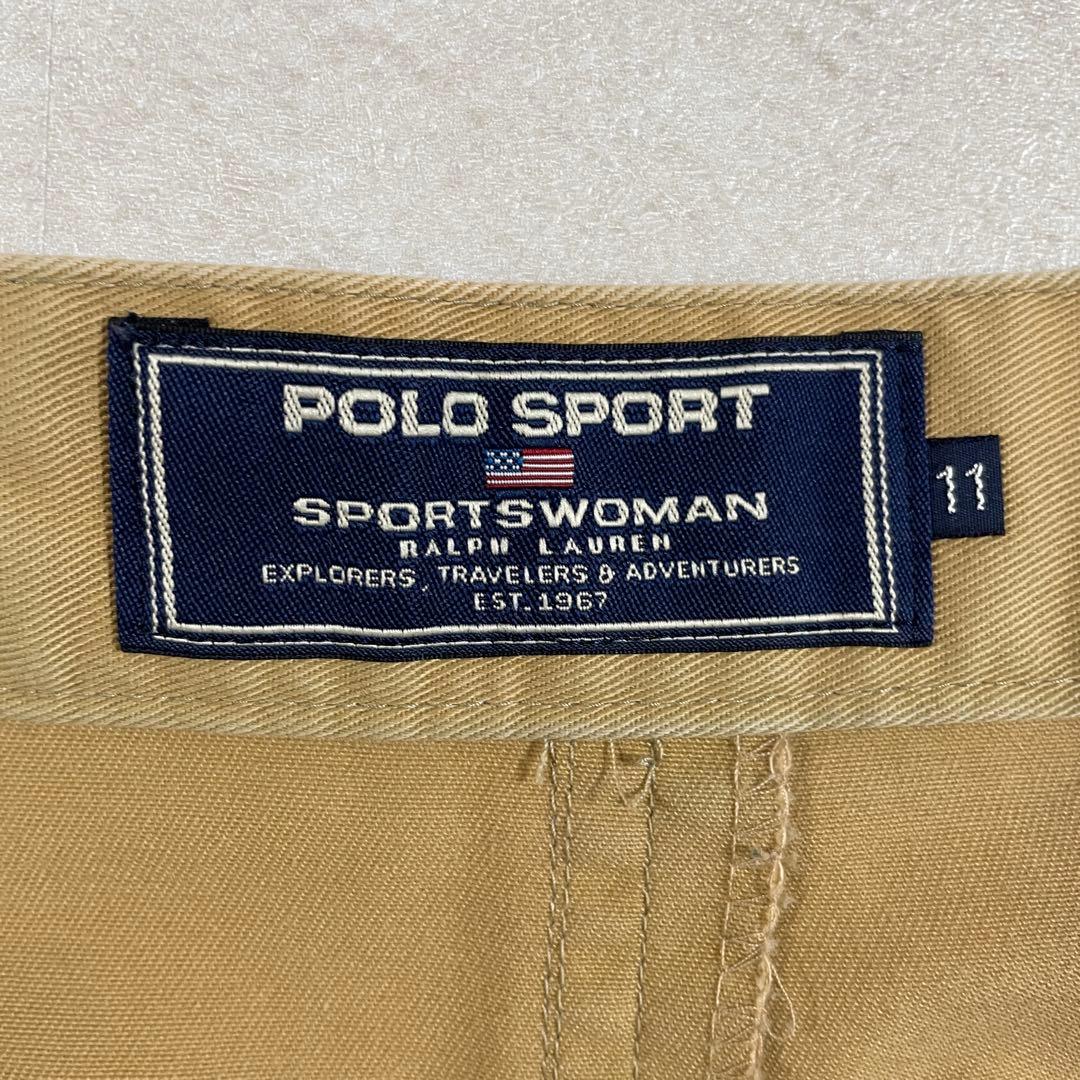 POLO SPORT
SPORTSWOMAN
RALPH LAUREN
EXPLORERS, TRAVELERS & ADVENTURERS
EST. 1967
11